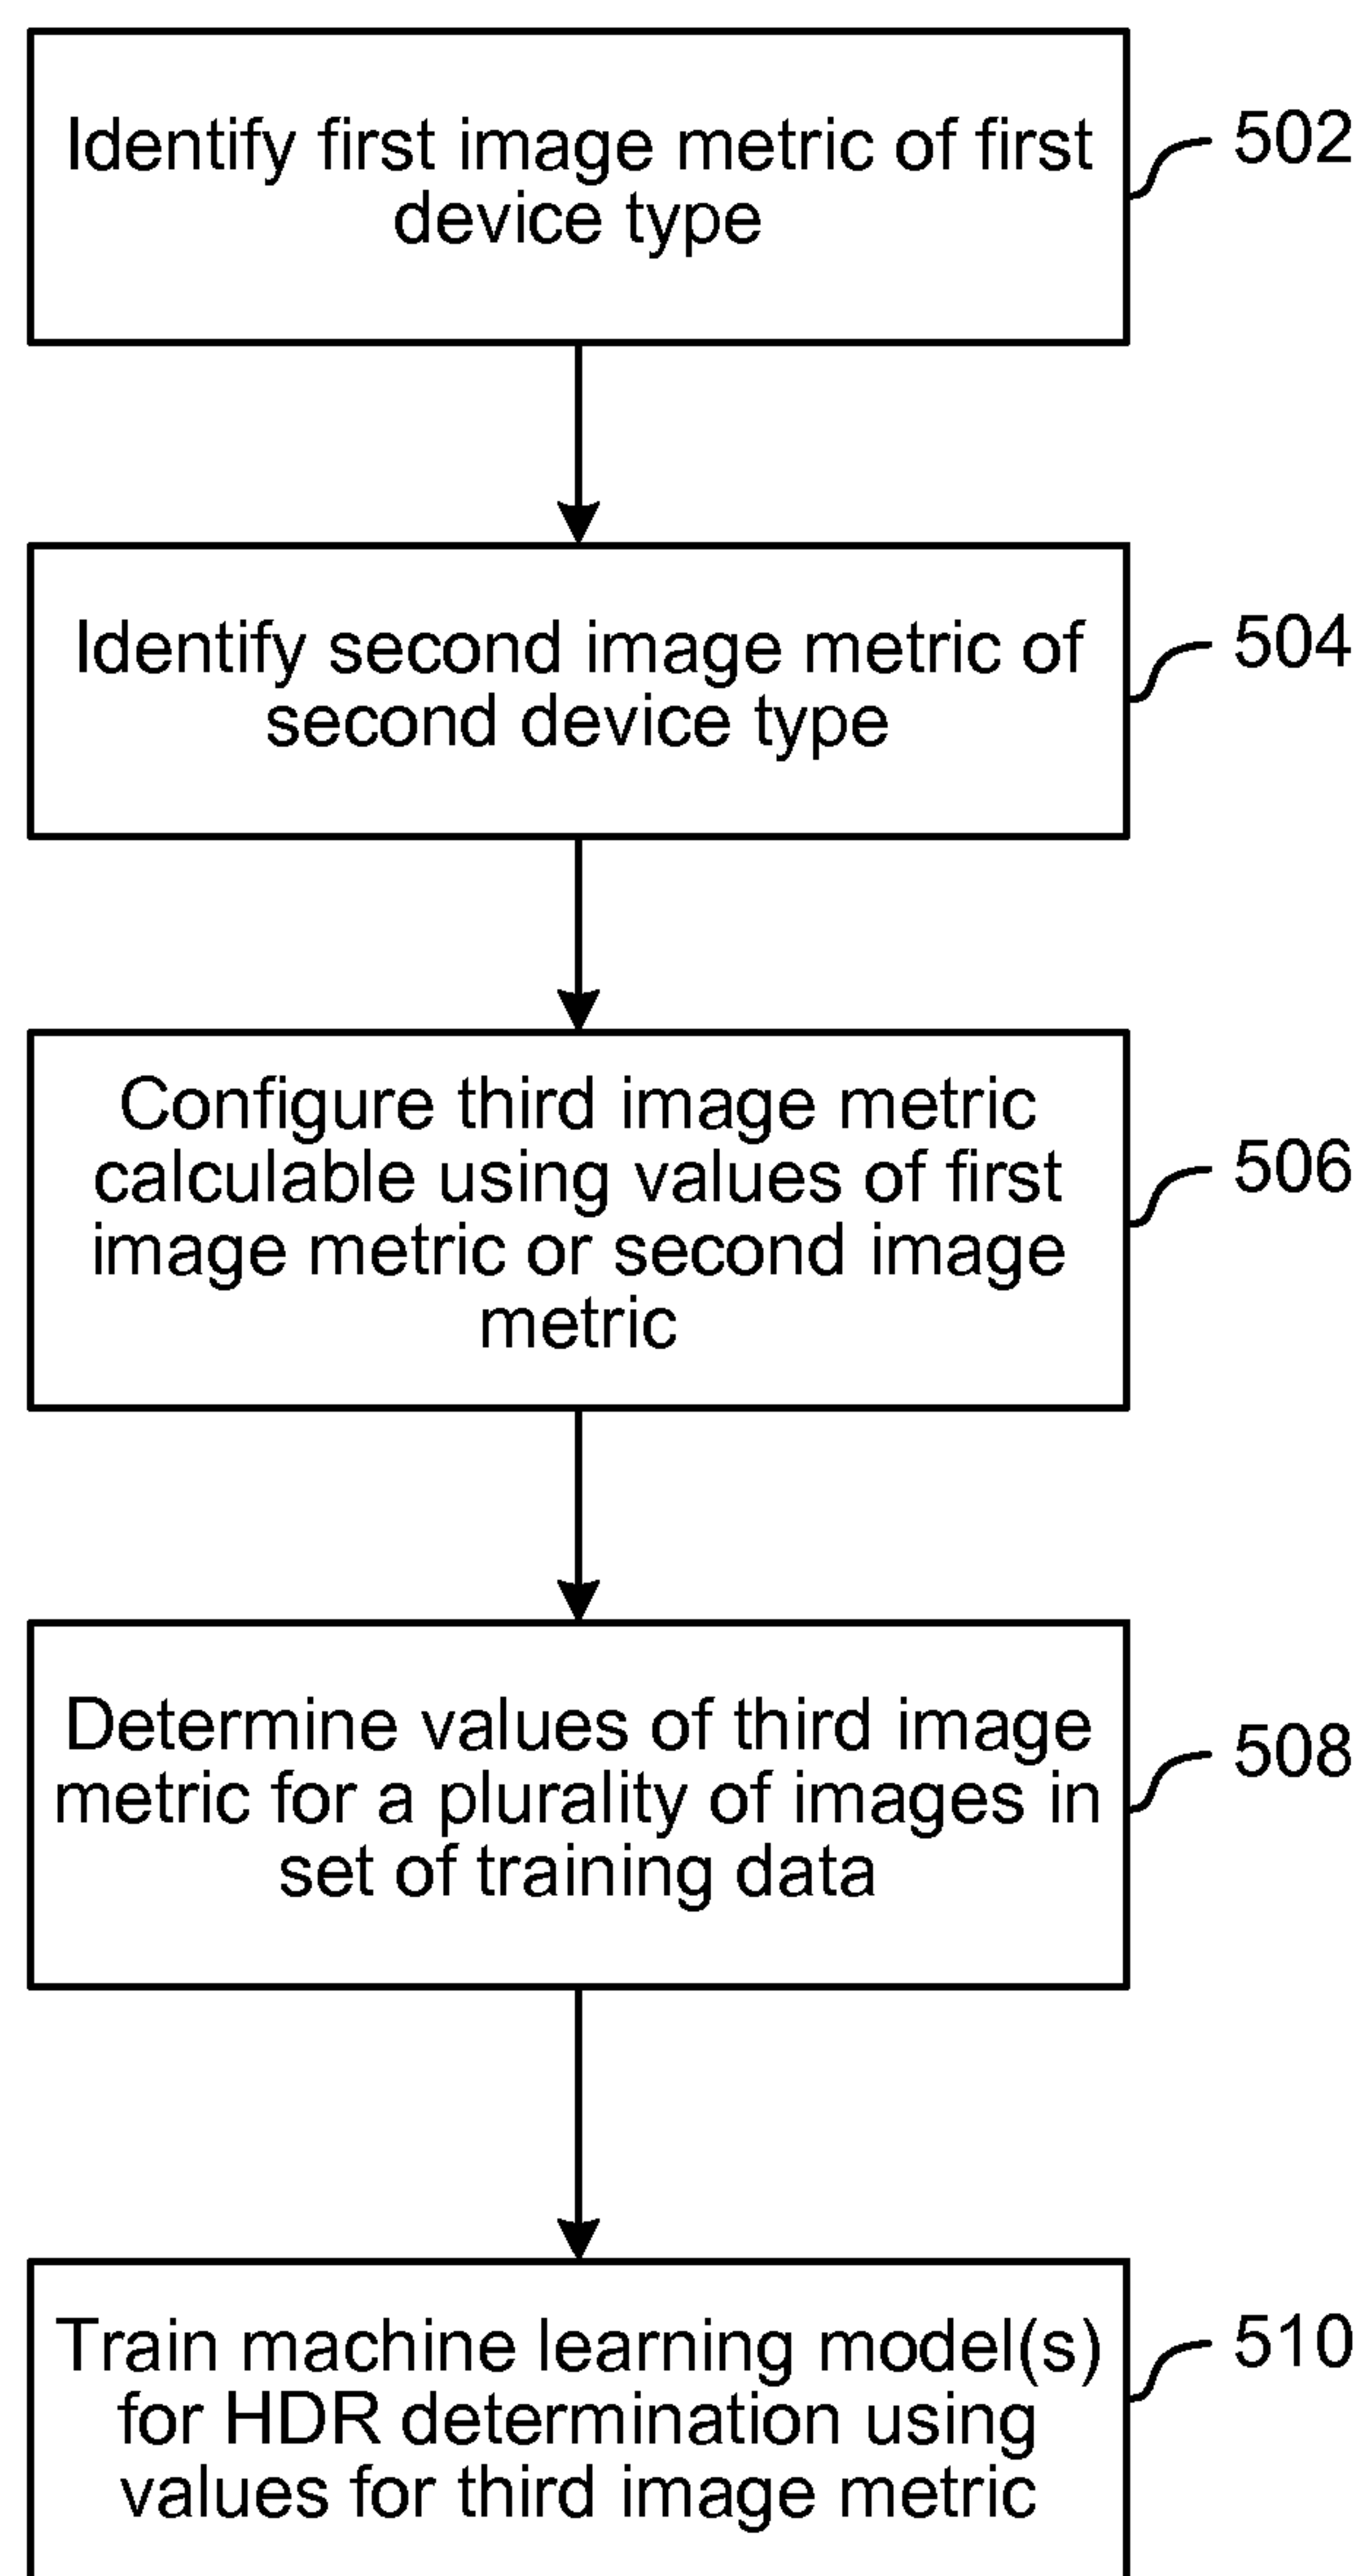 Identify first image metric of first
device type
502
Identify second image metric of
second device type
504
Configure third image metric
calculable using values of first
image metric or second image
metric
506
Determine values of third image
metric for a plurality of images in
set of training data
508
Train machine learning model(s)
for HDR determination using
values for third image metric
510